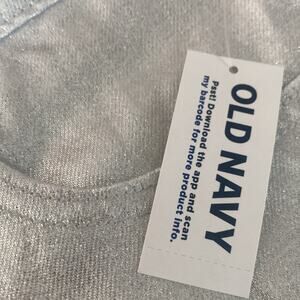 OLD NAVY
Psst! Download the app and scan
my barcode for more product info.